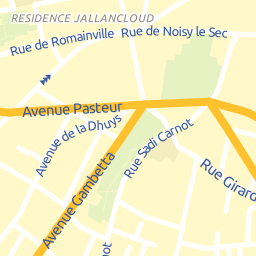 RESIDENCE JALLANCLOUD
Rue de Romainville
Rue de Noisy le Sec
Avenue Pasteur
Avenue de la Dhuys
Rue Sadi Carnot
Avenue Gambetta
Rue Girard